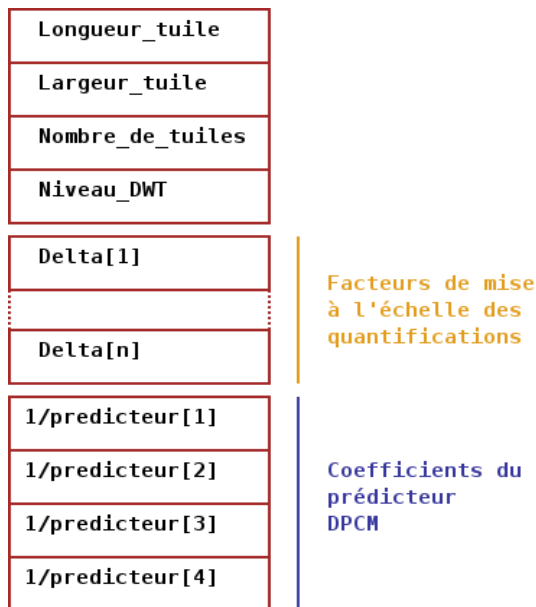 Longueur_tuile
Largeur_tuile
Nombre_de_tuiles
Niveau_DWT
Delta[1]
Delta[n]
Facteurs de mise
à l'échelle des
quantifications
1/predicteur[1]
1/predicteur[2]
1/predicteur[3]
1/predicteur[4]
Coefficients du
prédicteur
DPCM